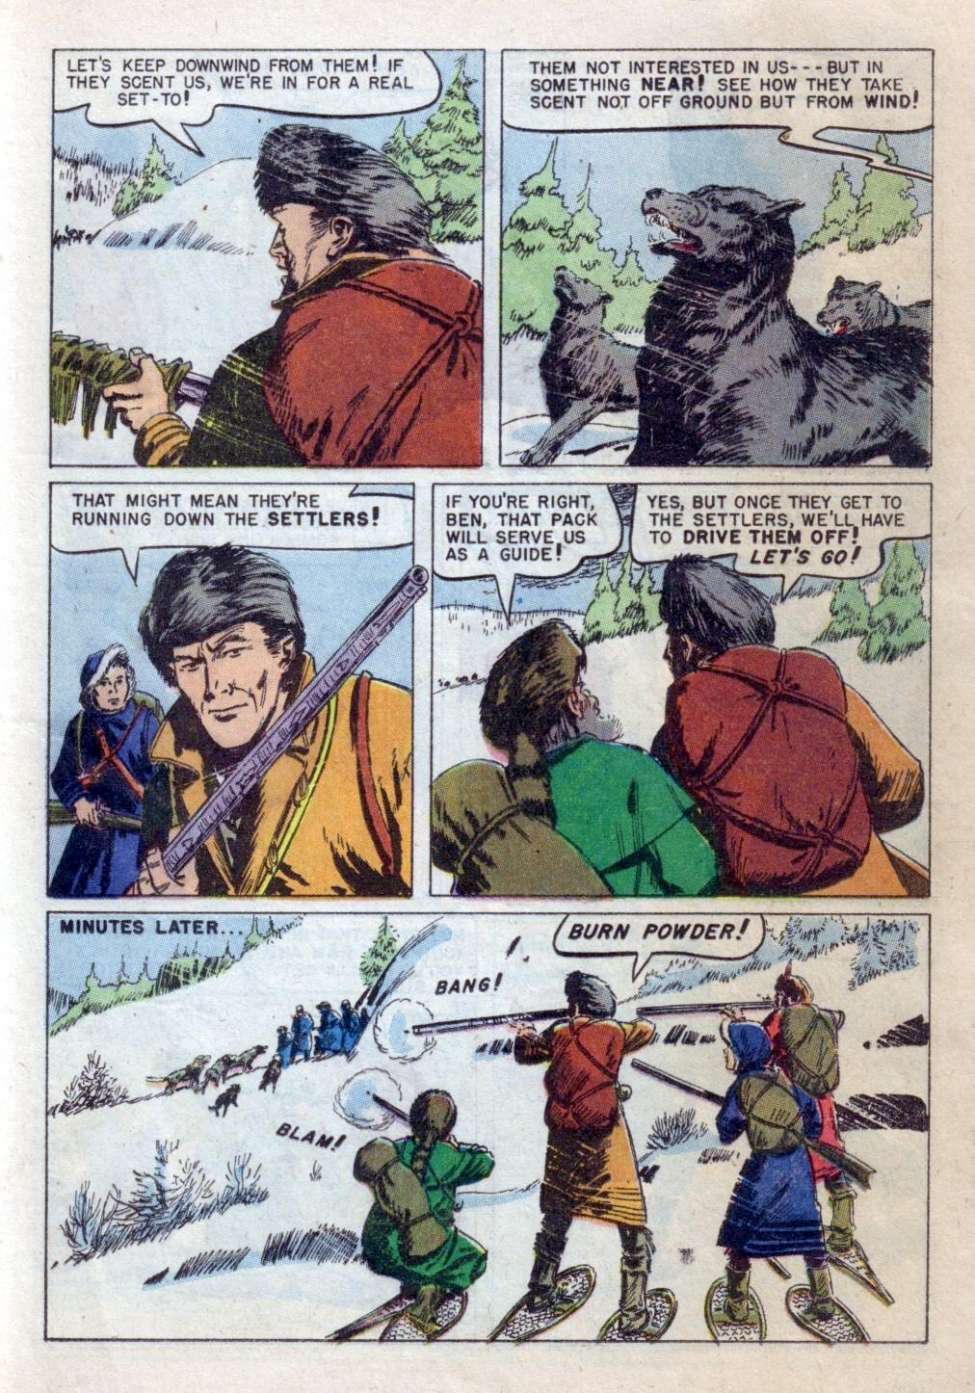 LET'S KEEP DOWNWIND FROM THEM! IF
THEY SCENT US, WE'RE IN FOR A REAL
SET-TO!
THEM NOT INTERESTED IN US---BUT IN
SOMETHING NEAR! SEE HOW THEY TAKE
SCENT NOT OFF GROUND BUT FROM WIND!
THAT MIGHT MEAN THEY'RE
RUNNING DOWN THE SETTLERS!
IF YOU'RE RIGHT,
BEN, THAT PACK
WILL SERVE US
AS A GUIDE!
YES, BUT ONCE THEY GET TO
THE SETTLERS, WE'LL HAVE
TO DRIVE THEM OFF!
LET'S GO!
MINUTES LATER...
BURN POWDER!
BANG!
BLAM!